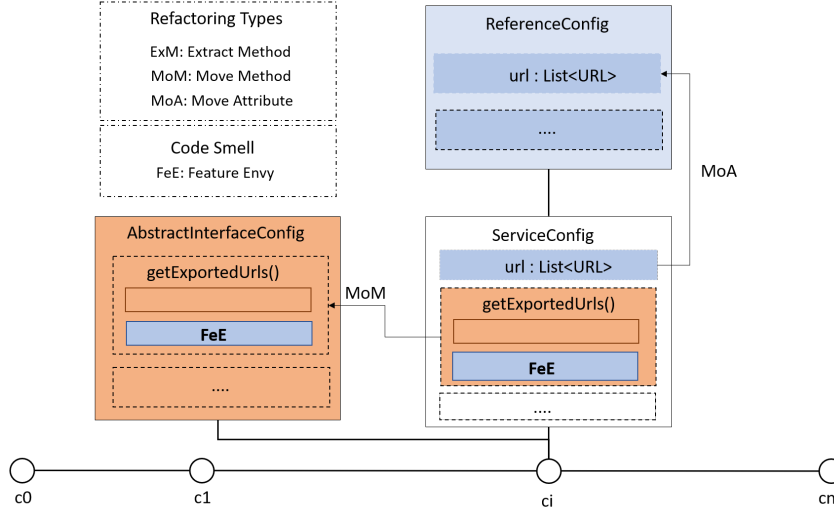 Refactoring Types
ExM: Extract Method
MoM: Move Method
MoA: Move Attribute
Code Smell
FeE: Feature Envy
ReferenceConfig
url : List<URL>
....
MoA
AbstractInterfaceConfig
getExportedUrls()
FeE
....
MoM
ServiceConfig
url : List<URL>
getExportedUrls()
FeE
....
c0
c1
ci
cn